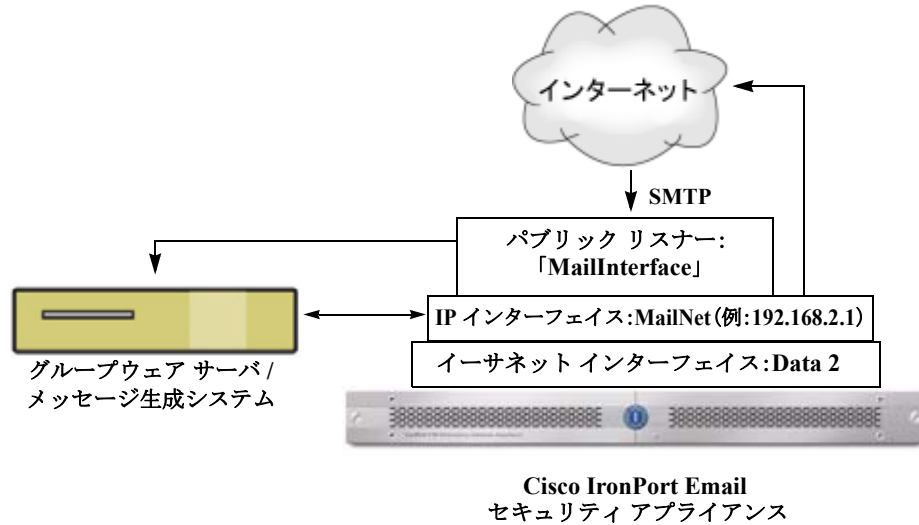 インターネット
SMTP
パブリック リスナー:
「MailInterface」
IP インターフェイス:MailNet(例:192.168.2.1)
イーサネット インターフェイス:Data 2
グループウェア サーバ /
メッセージ生成システム
Cisco IronPort Email
セキュリティ アプライアンス